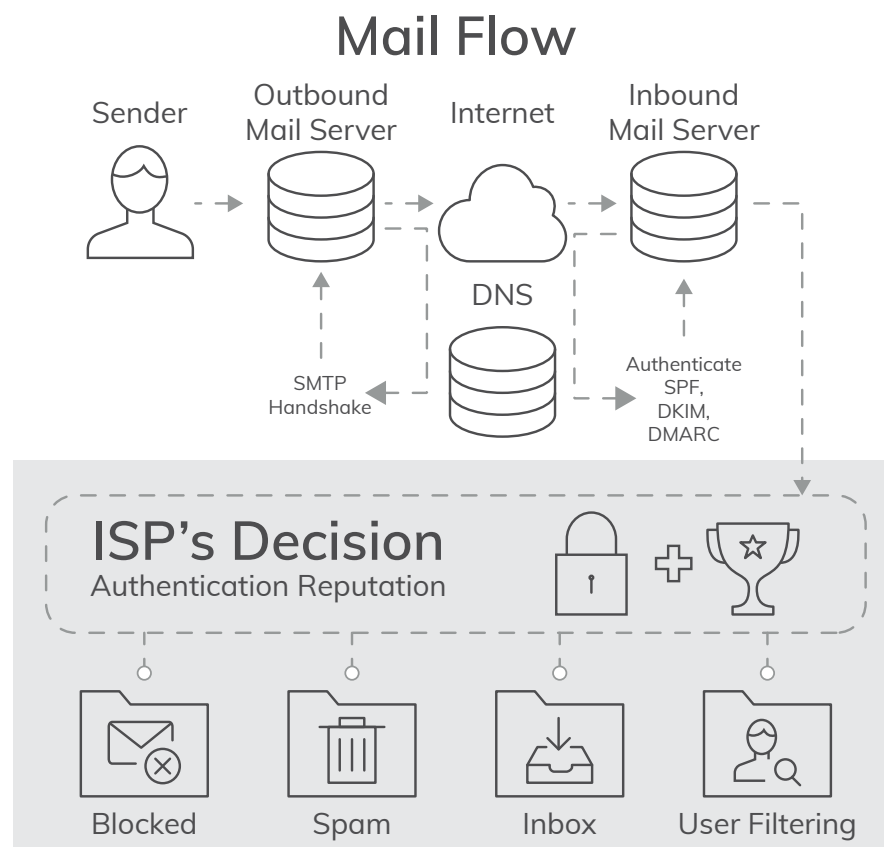 Mail Flow
Sender
Outbound
Mail Server
Internet
Inbound
Mail Server
DNS
SMTP
Handshake
Authenticate
SPF,
DKIM,
DMARC
ISP’s Decision
Authentication Reputation
Blocked
Spam
Inbox
User Filtering